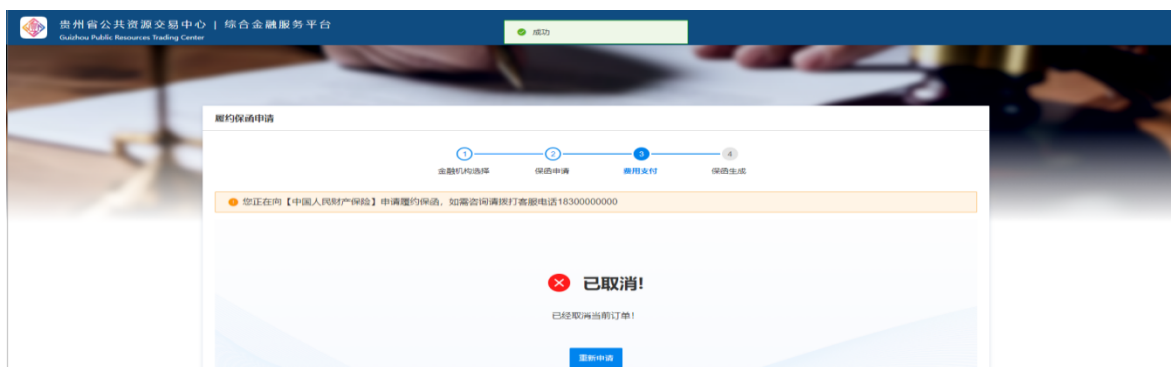 贵州省公共资源交易中心 | 综合金融服务平台
Guizhou Public Resources Trading Center
成功
履约保函申请
1 2 3 4
金融机构选择 保函申请 费用支付 保函生成
您正在向【中国人民财产保险】申请履约保函，如需咨询请拨打客服电话18300000000
已取消!
已经取消当前订单!
重新申请